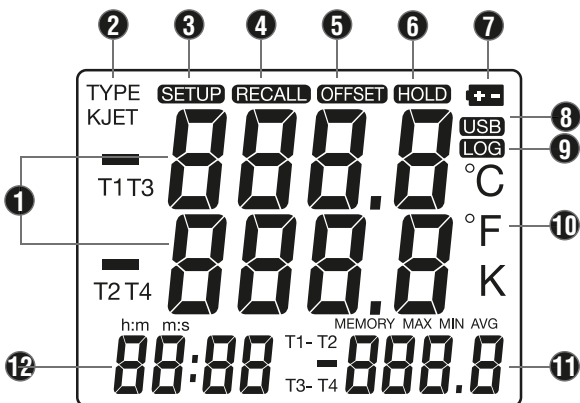 2 3 4 5 6 7
TYPE SETUP RECALL OFFSET HOLD + -
KJET
USB 8
LOG 9
888.8
°C
1 T1 T3
888.8
°F 10
K
T2 T4
h:m m:s MEMORY MAX MIN AVG
T1- T2
12 88:88 888.8 11
T3- T4